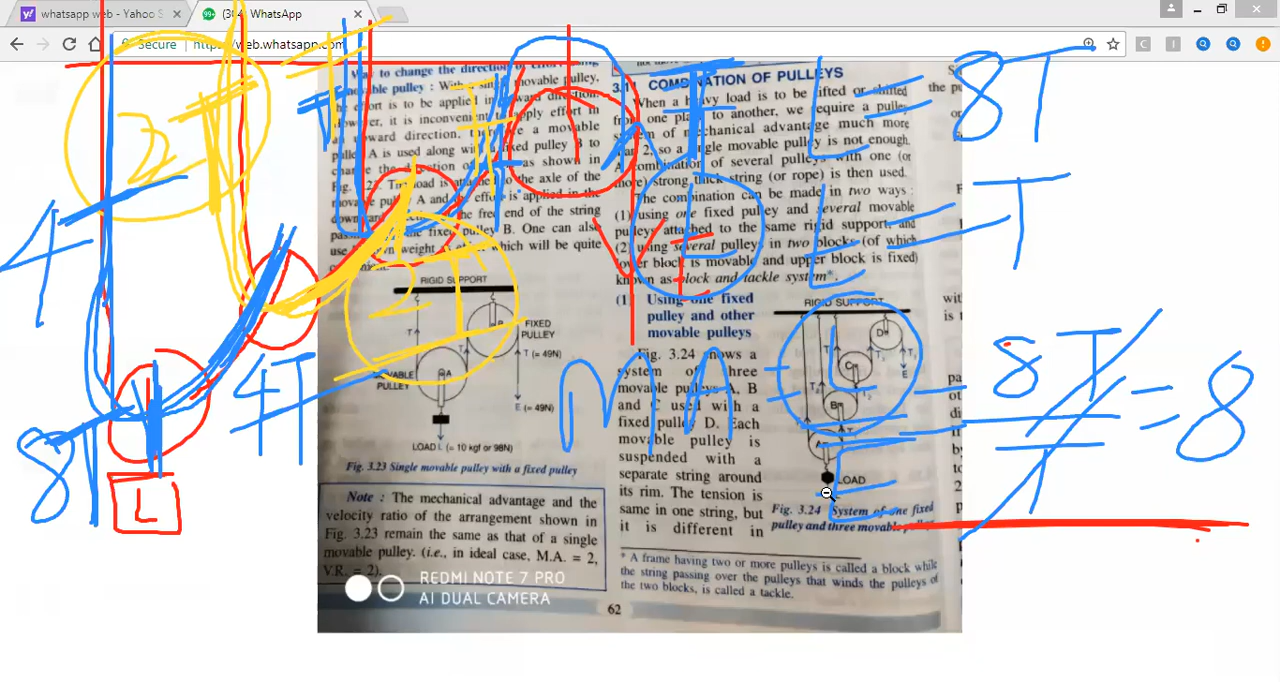 whatsapp web - Yahoo S
WhatsApp
Secure
https://web.whatsapp.com
3.11 COMBINATION OF PULLEYS
When a heavy load is to be lifted or shifted
from one place to another, we require a pulley
system of mechanical advantage much more
than 2, so a single movable pulley is not enough.
A combination of several pulleys with one (or
more) strong thick string (or rope) is then used.
The combination can be made in two ways :
(1) using one fixed pulley and several movable
pulleys attached to the same rigid support, and
(2) using several pulleys in two blocks (of which
lower block is movable and upper block is fixed)
known as block and tackle system*.
(1) Using one fixed
pulley and other
movable pulleys
Fig. 3.24 shows a
system of three
movable pulleys A, B
and C used with a
fixed pulley D. Each
movable pulley is
suspended with a
separate string around
its rim. The tension is
same in one string, but
it is different in
RIGID SUPPORT
LOAD
Fig. 3.24 System of one fixed
pulley and three movable
* A frame having two or more pulleys is called a block while
the string passing over the pulleys that winds the pulleys of
the two blocks, is called a tackle.
RIGID SUPPORT
FIXED
PULLEY
T (= 49N)
PULLEY
A
E (= 49N)
LOAD L (= 10 kgf or 98N)
Fig. 3.23 Single movable pulley with a fixed pulley
Note : The mechanical advantage and the
velocity ratio of the arrangement shown in
Fig. 3.23 remain the same as that of a single
movable pulley. (i.e., in ideal case, M.A. = 2,
V.R. = 2).
62
REDMI NOTE 7 PRO
AI DUAL CAMERA
L = 8T
E = T
MA = L/E = 8T/T = 8
4T
4T
8T
L
2T
2T